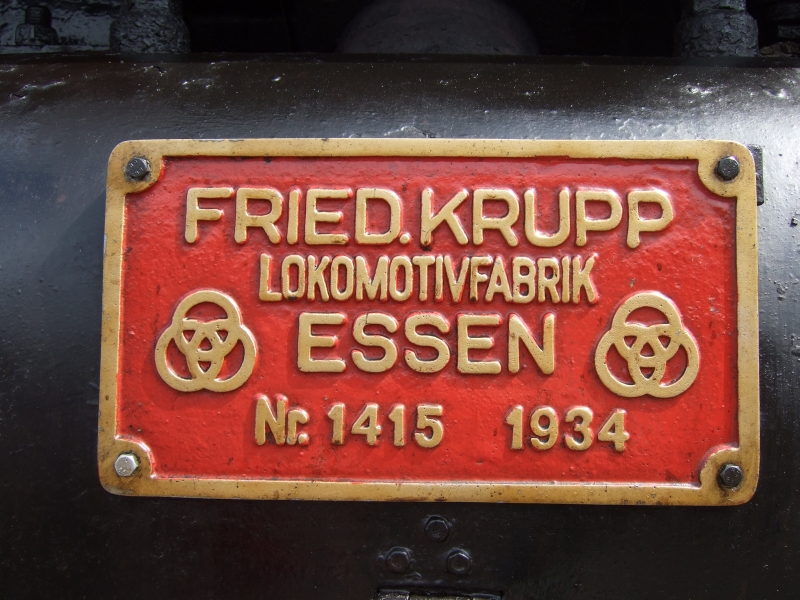 FRIED. KRUPP
LOKOMOTIVFABRIK
ESSEN
Nr. 1415 1934